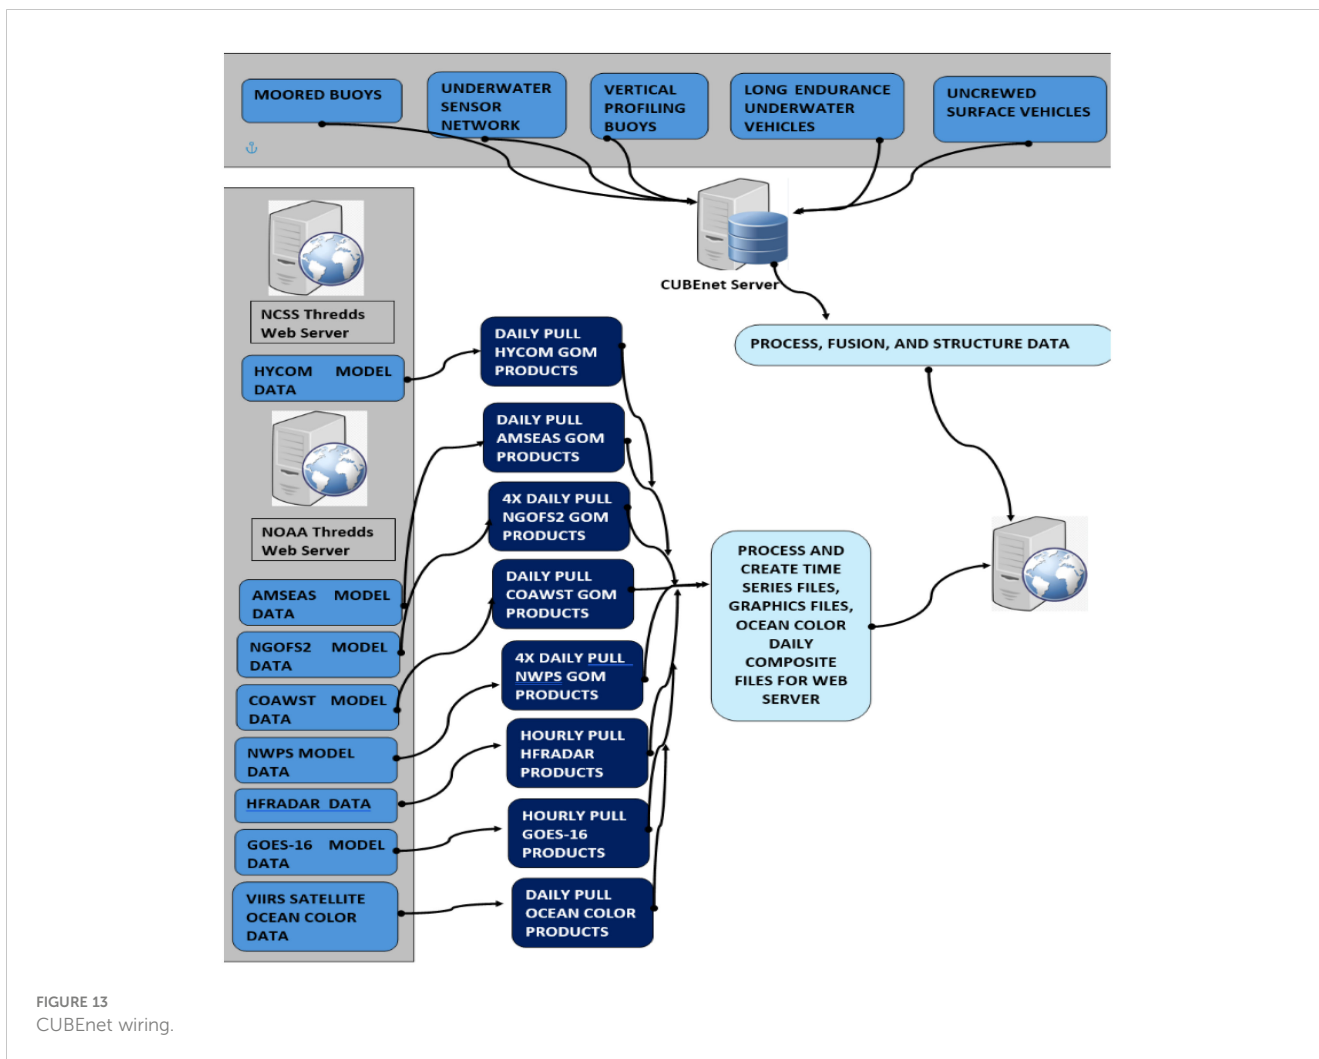 MOORED BUOYS
UNDERWATER
SENSOR
NETWORK
VERTICAL
PROFILING
BUOYS
LONG ENDURANCE
UNDERWATER
VEHICLES
UNCREWED
SURFACE VEHICLES
CUBEnet Server
PROCESS, FUSION, AND STRUCTURE DATA
NCSS Thredds
Web Server
HYCOM MODEL
DATA
NOAA Thredds
Web Server
AMSEAS MODEL
DATA
NGOFS2 MODEL
DATA
COAWST MODEL
DATA
NWPS MODEL
DATA
HFRADAR DATA
GOES-16 MODEL
DATA
VIIRS SATELLITE
OCEAN COLOR
DATA
DAILY PULL
HYCOM GOM
PRODUCTS
DAILY PULL
AMSEAS GOM
PRODUCTS
4X DAILY PULL
NGOFS2 GOM
PRODUCTS
DAILY PULL
COAWST GOM
PRODUCTS
4X DAILY PULL
NWPS GOM
PRODUCTS
HOURLY PULL
HFRADAR
PRODUCTS
HOURLY PULL
GOES-16
PRODUCTS
DAILY PULL
OCEAN COLOR
PRODUCTS
PROCESS AND
CREATE TIME
SERIES FILES,
GRAPHICS FILES,
OCEAN COLOR
DAILY
COMPOSITE
FILES FOR WEB
SERVER
FIGURE 13
CUBEnet wiring.